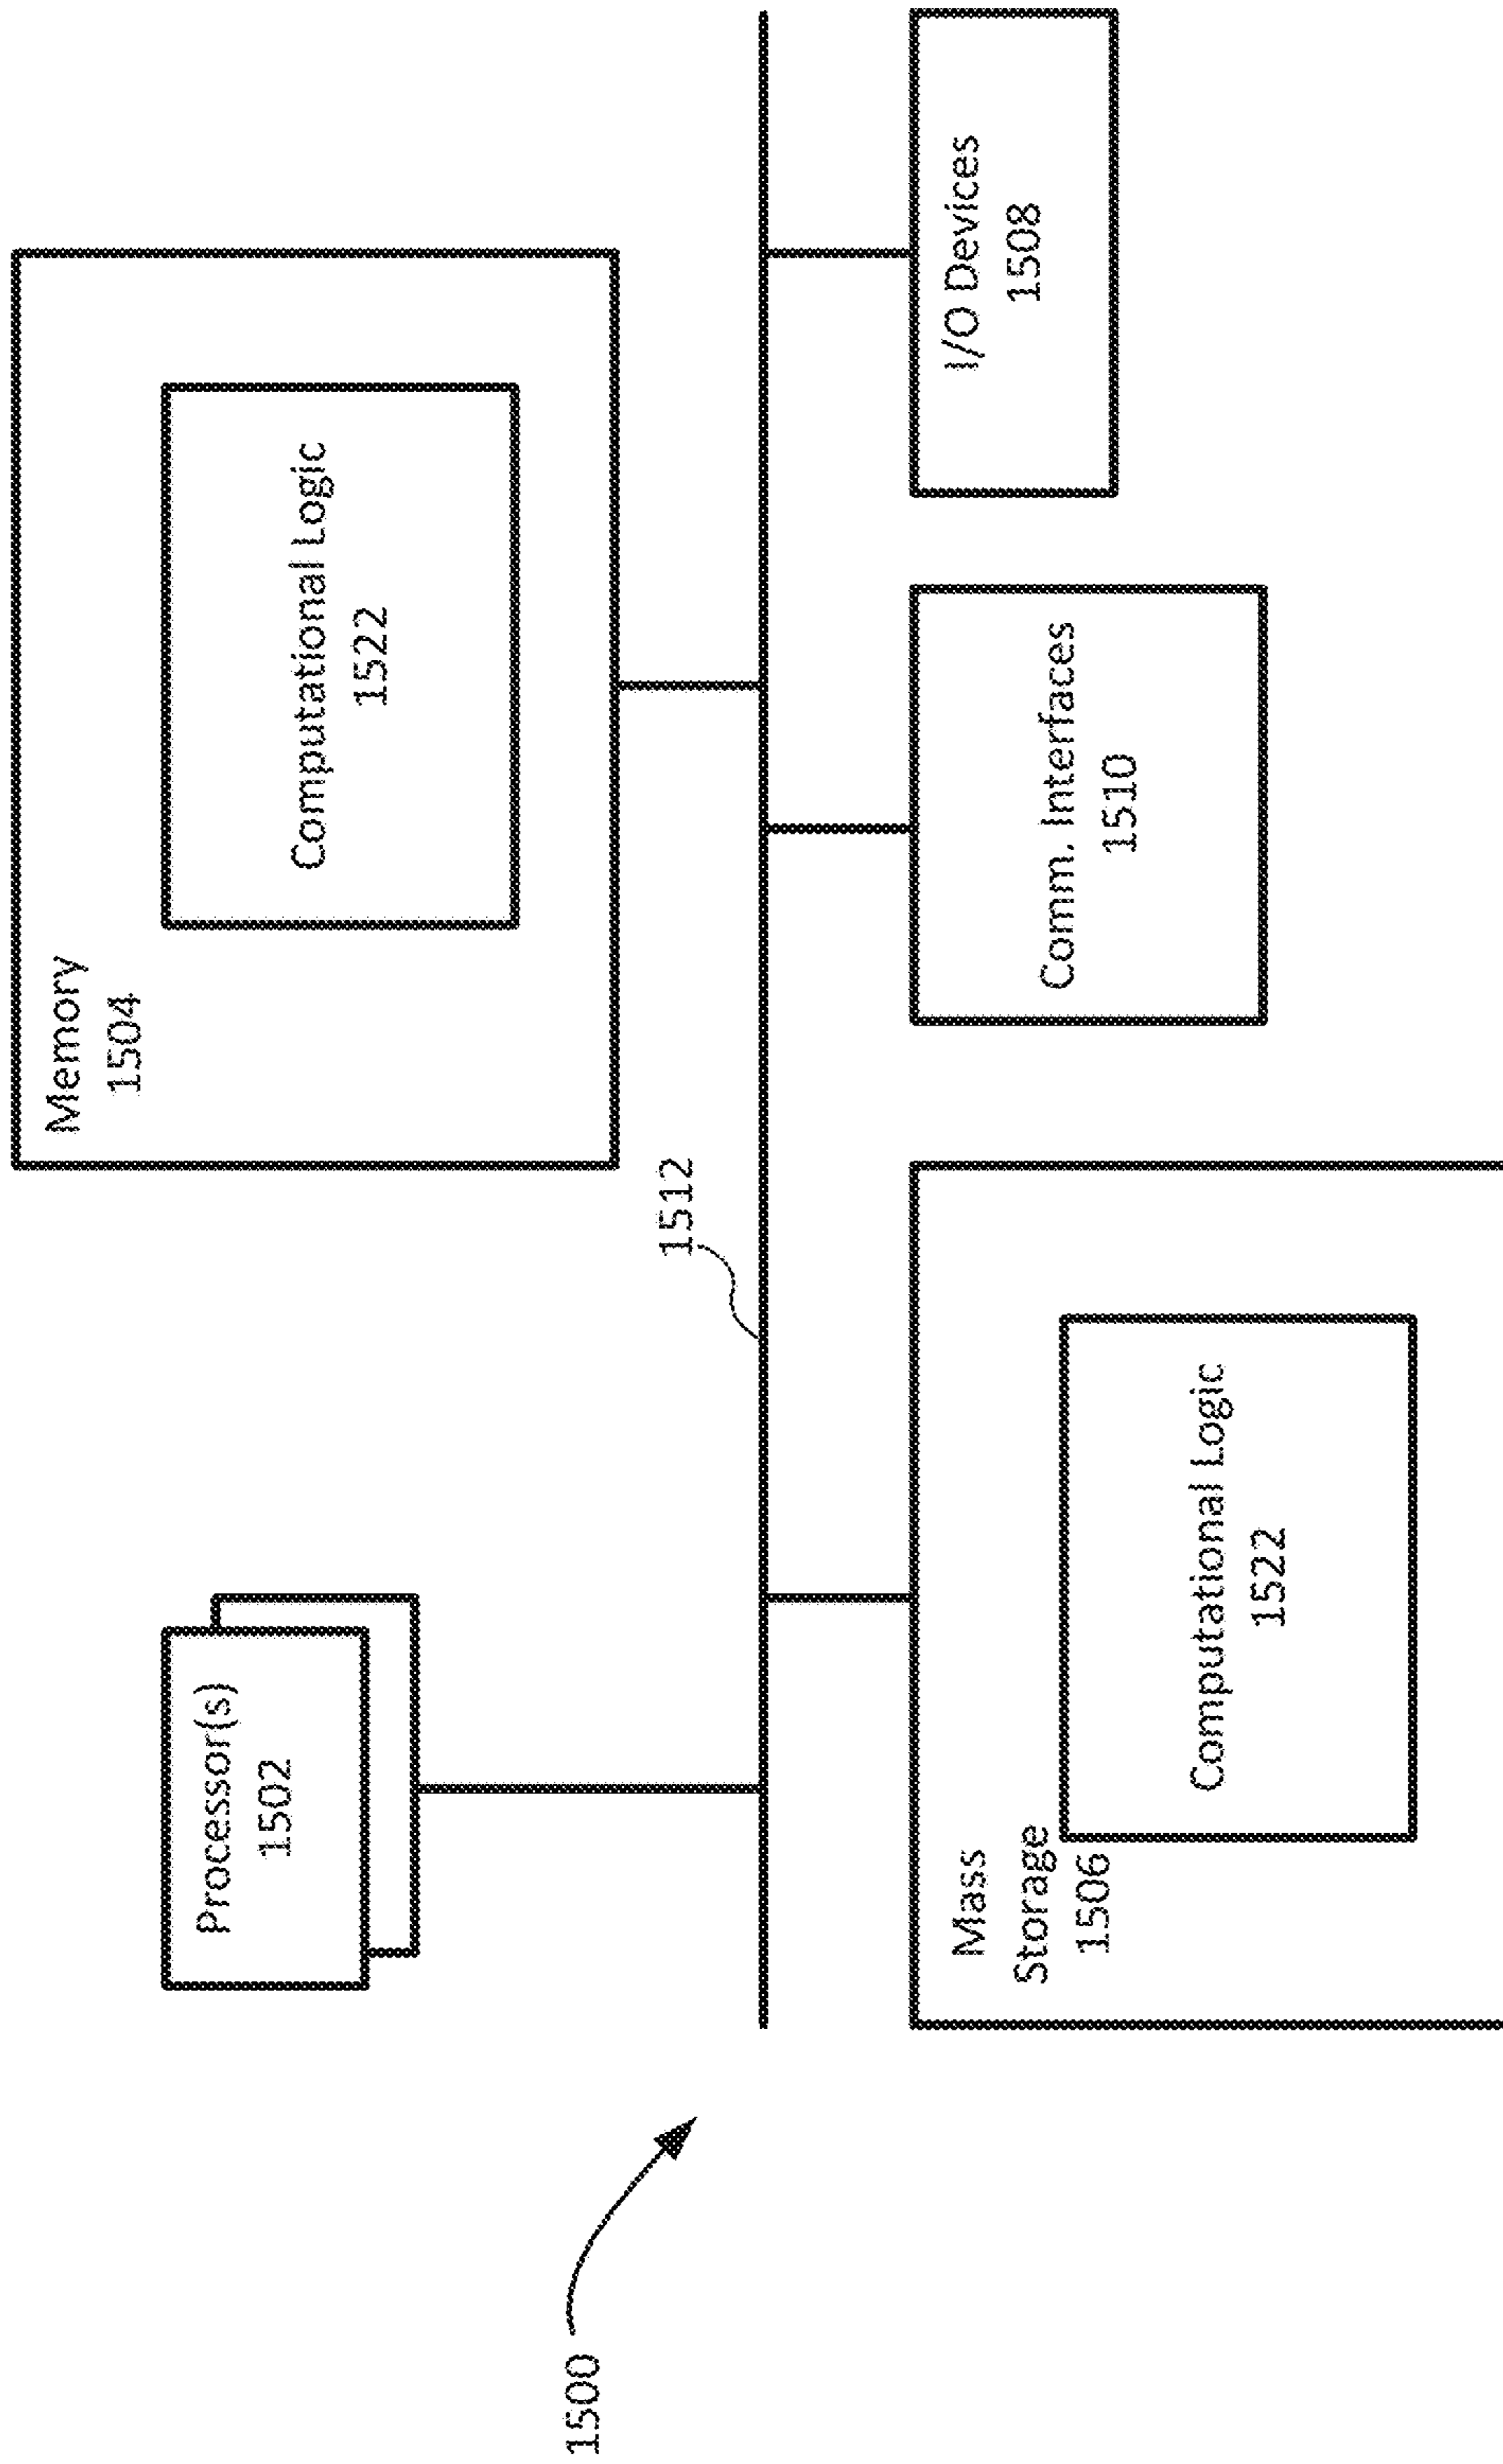 Processor(s)
1502
Memory
1504
Computational Logic
1522
1512
1500
Mass
Storage
1506
Computational Logic
1522
Comm. Interfaces
1510
I/O Devices
1508